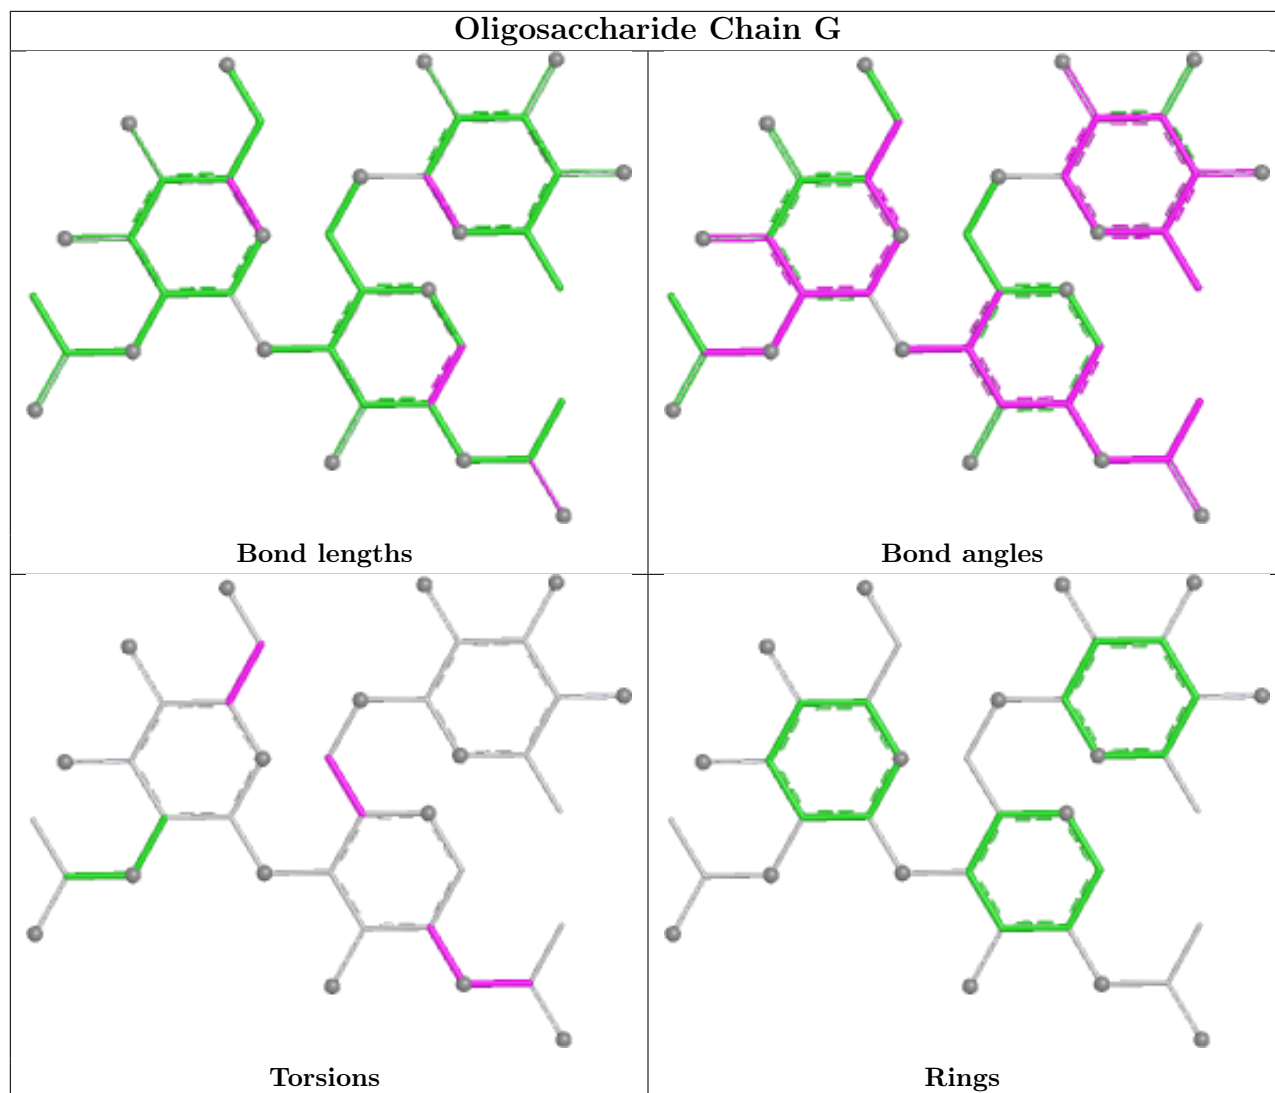 Oligosaccharide Chain G
Bond lengths
Bond angles
Torsions
Rings